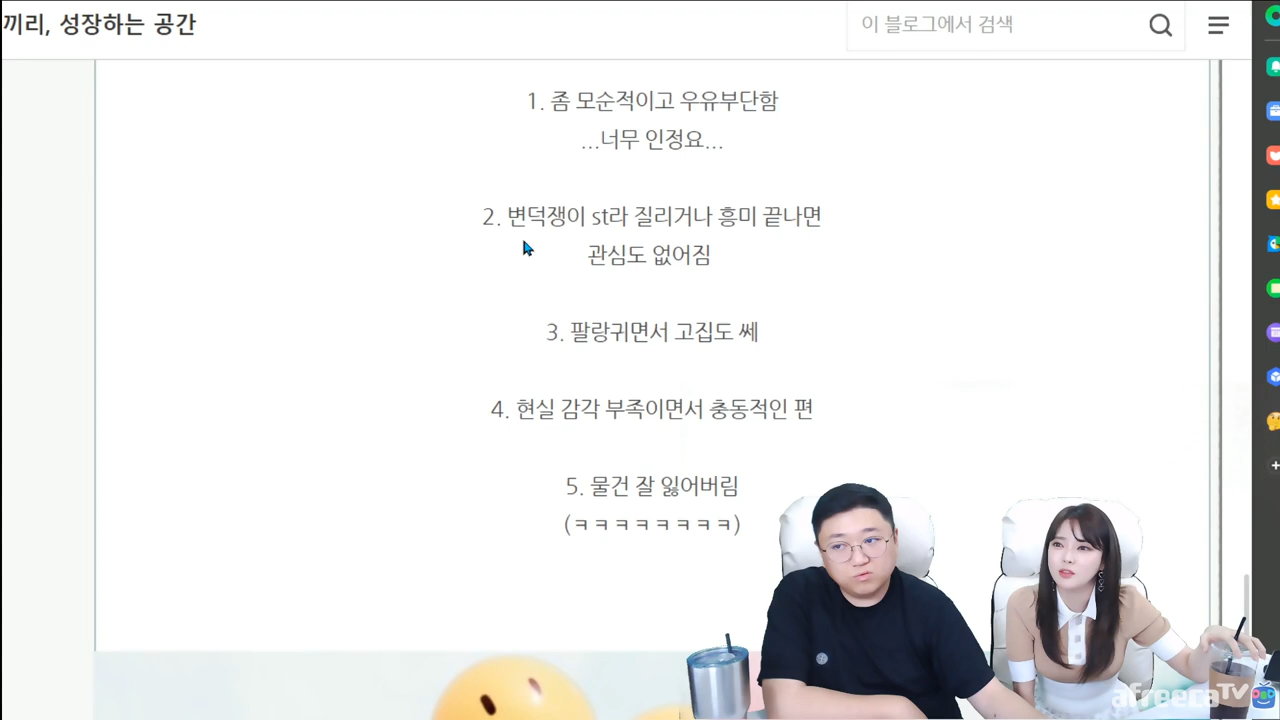 끼리, 성장하는 공간
이 블로그에서 검색
1. 좀 모순적이고 우유부단함
...너무 인정요...
2. 변덕쟁이 st라 질리거나 흥미 끝나면
관심도 없어짐
3. 팔랑귀면서 고집도 쎄
4. 현실 감각 부족이면서 충동적인 편
5. 물건 잘 잃어버림
(ㅋㅋㅋㅋㅋㅋㅋㅋ)
afreecaTV